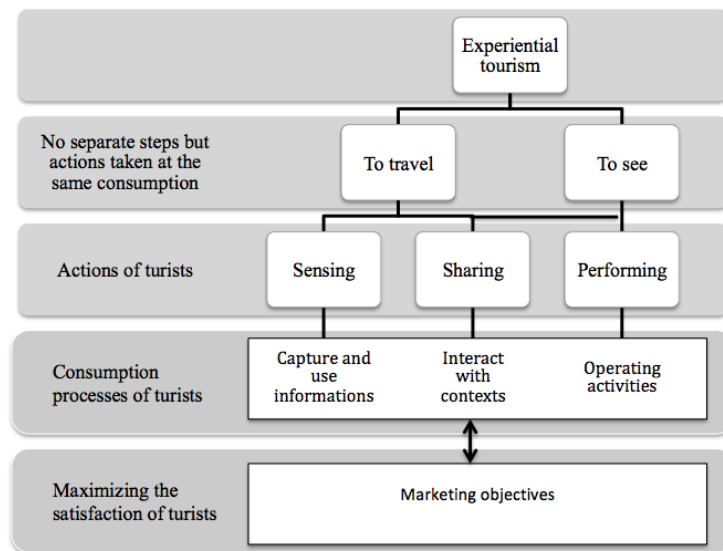 Experiential
tourism
No separate steps but
actions taken at the
same consumption
To travel
To see
Actions of turists
Sensing
Sharing
Performing
Consumption
processes of turists
Capture and
use
informations
Interact
with
contexts
Operating
activities
Maximizing the
satisfaction of turists
Marketing objectives